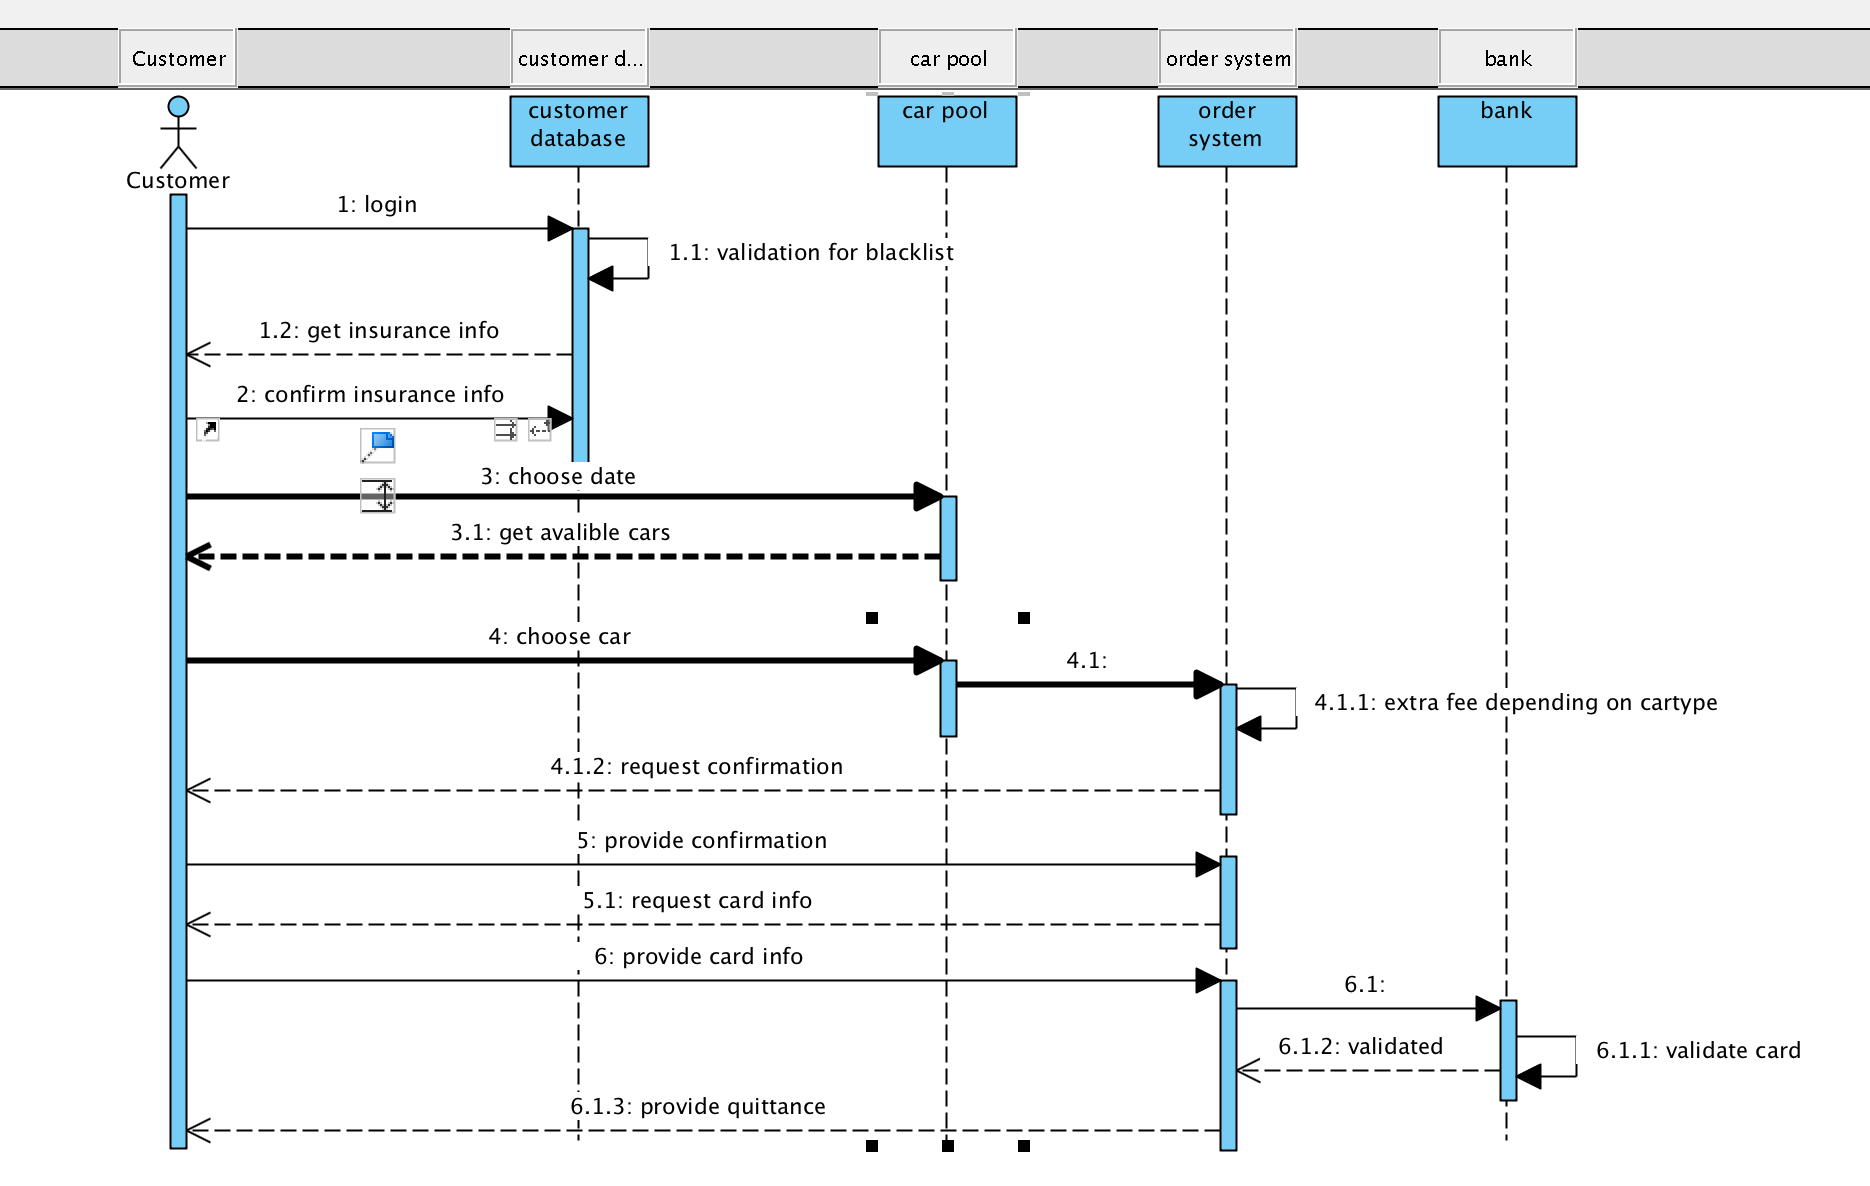 Customer
customer d...
car pool
order system
bank
customer
database
car pool
order
system
bank
Customer
1: login
1.1: validation for blacklist
1.2: get insurance info
2: confirm insurance info
3: choose date
3.1: get avalible cars
4: choose car
4.1:
4.1.1: extra fee depending on cartype
4.1.2: request confirmation
5: provide confirmation
5.1: request card info
6: provide card info
6.1:
6.1.2: validated
6.1.1: validate card
6.1.3: provide quittance